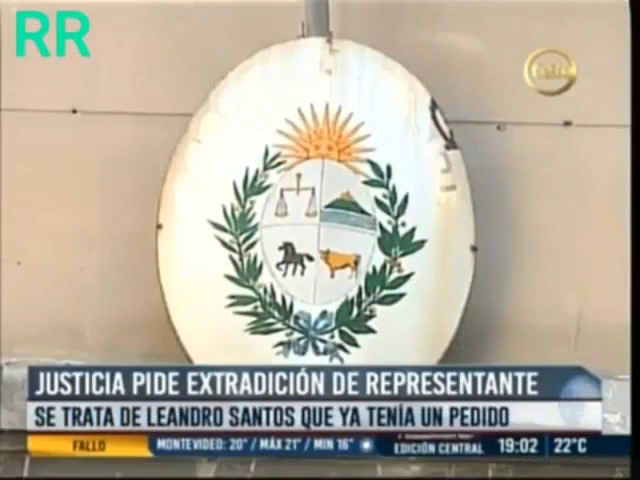 RR
JUSTICIA PIDE EXTRADICIÓN DE REPRESENTANTE
SE TRATA DE LEANDRO SANTOS QUE YA TENÍA UN PEDIDO
FALLO
MONTEVIDEO: 20° / MÁX 21° / MIN 16°
EDICIÓN CENTRAL
19:02
22°C